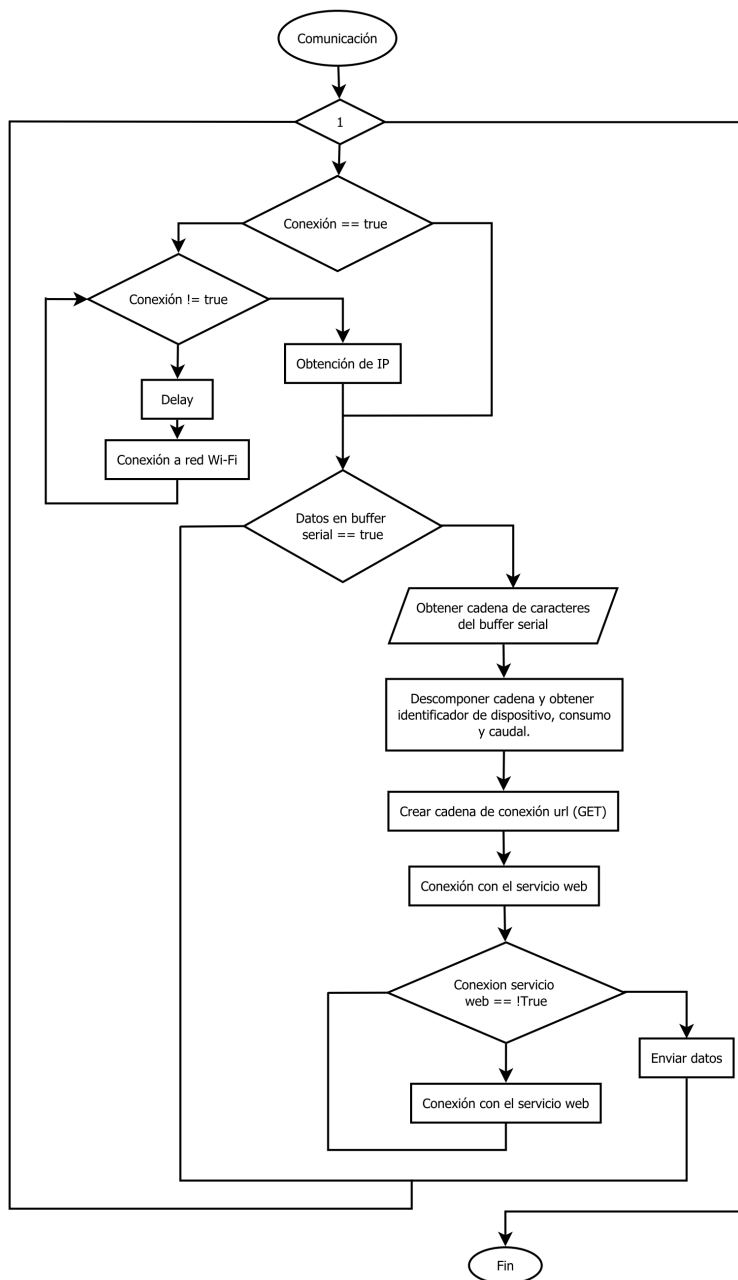 Comunicación
1
Conexión == true
Conexión != true
Obtención de IP
Delay
Conexión a red Wi-Fi
Datos en buffer
serial == true
Obtener cadena de caracteres
del buffer serial
Descomponer cadena y obtener
identificador de dispositivo, consumo
y caudal.
Crear cadena de conexión url (GET)
Conexión con el servicio web
Conexion servicio
web == !True
Enviar datos
Conexión con el servicio web
Fin